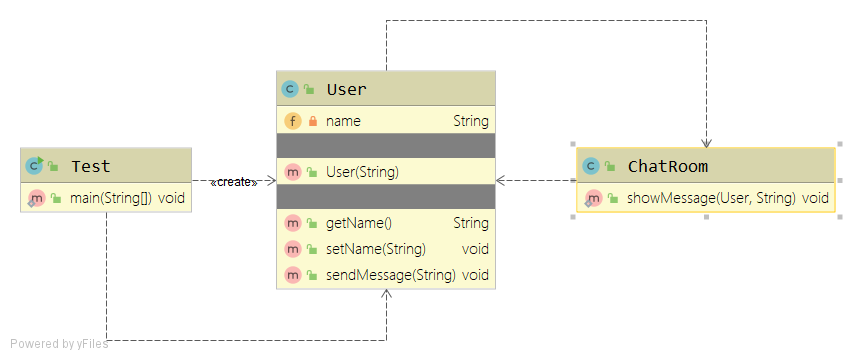 User
name String
User(String)
getName() String
setName(String) void
sendMessage(String) void
Test
main(String[]) void
«create»
ChatRoom
showMessage(User, String) void
Powered by yFiles